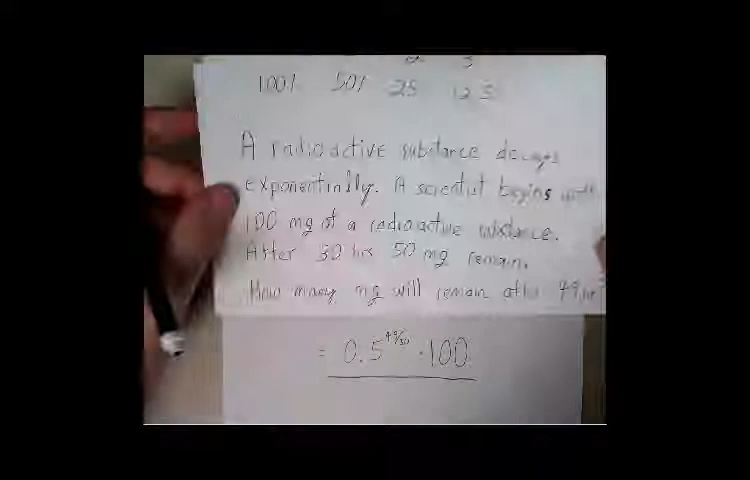 100% 50% 25 12.5
A radioactive substance decays
exponentially. A scientist begins with
100 mg of a radioactive substance.
After 30 hrs 50 mg remain.
How many mg will remain after 49 hr?
= 0.5^49/30 · 100